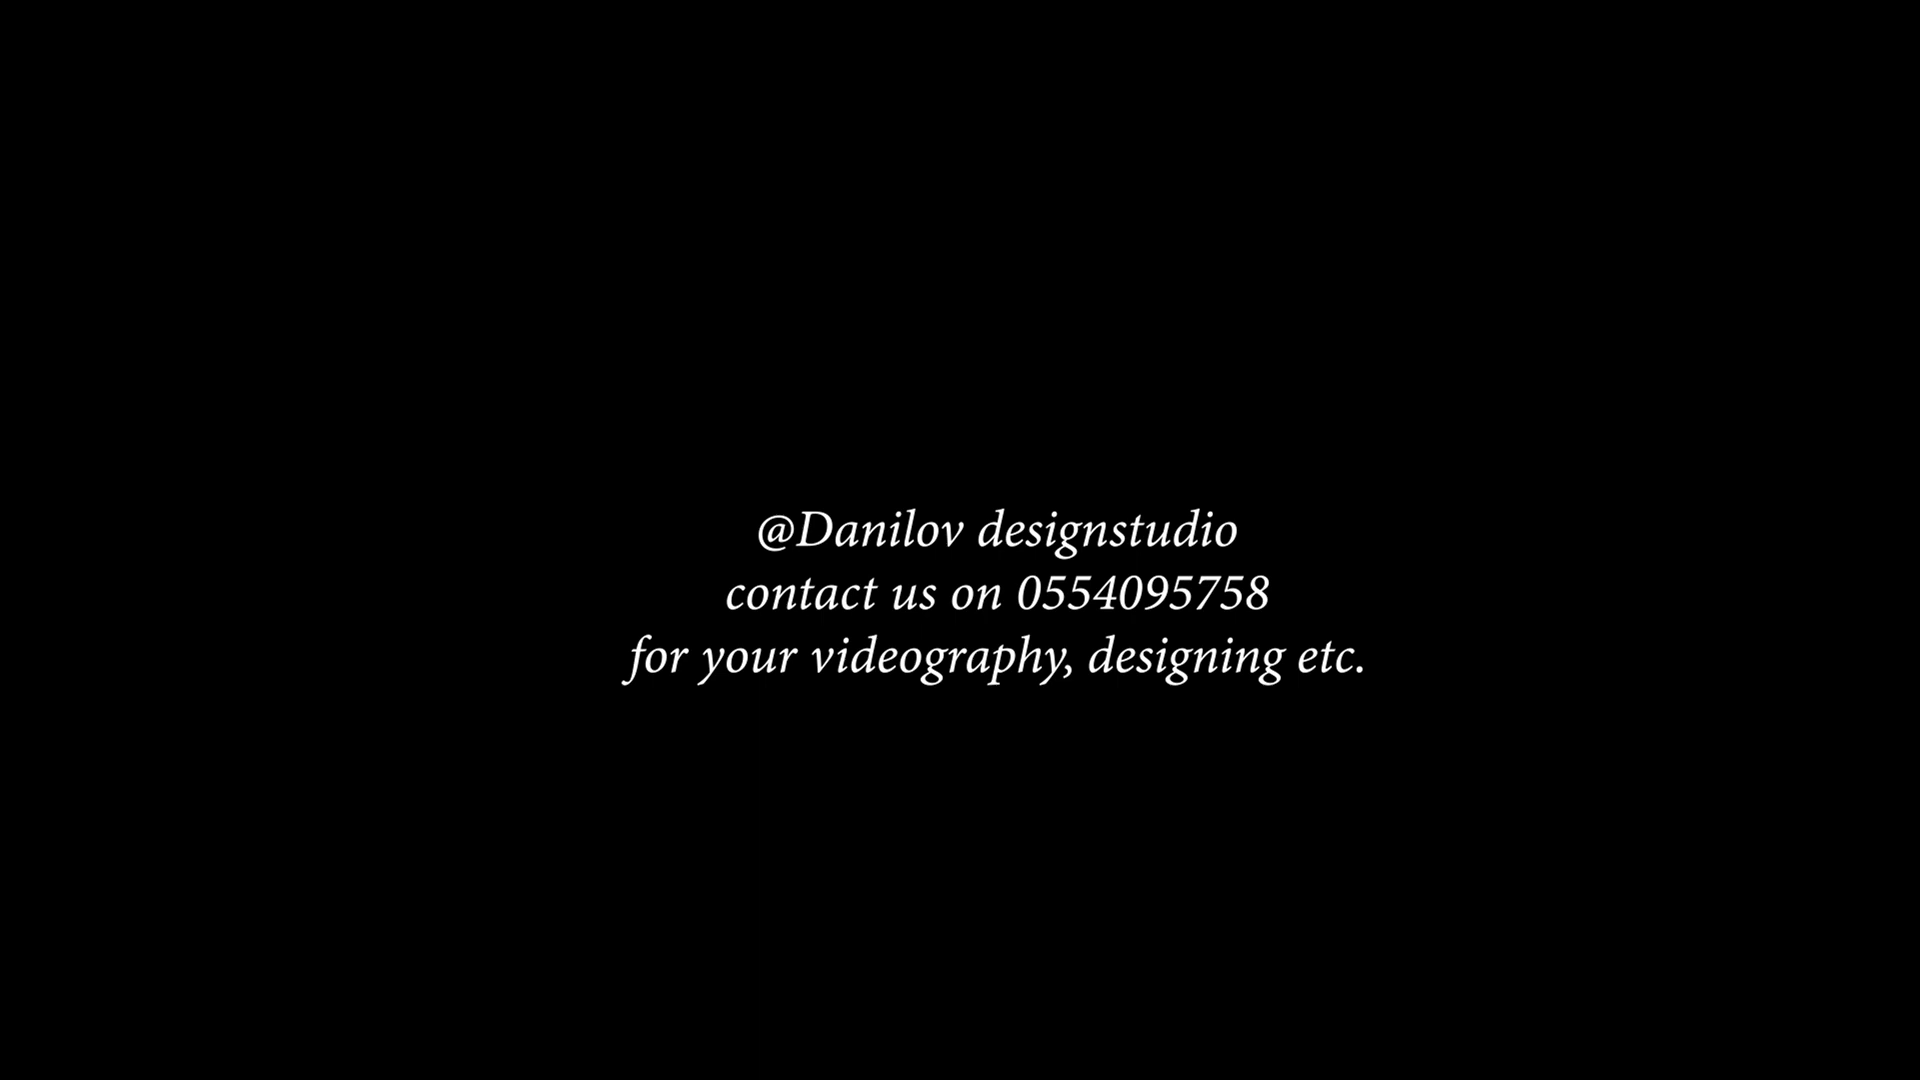 @Danilov designstudio
contact us on 0554095758
for your videography, designing etc.